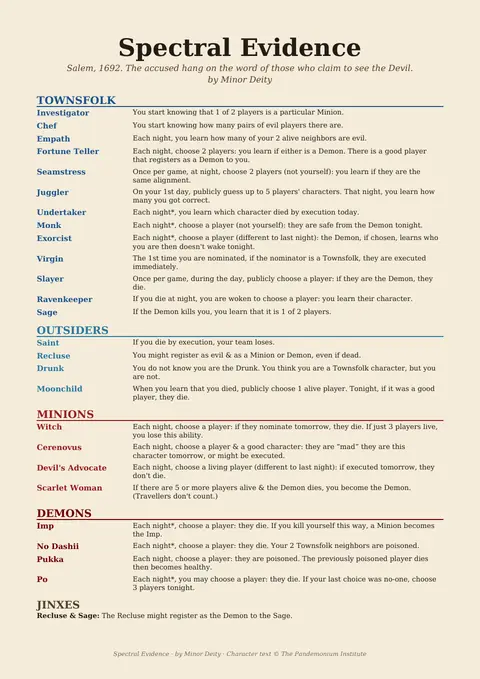 Spectral Evidence
Salem, 1692. The accused hang on the word of those who claim to see the Devil.
by Minor Deity
TOWNSFOLK
Investigator You start knowing that 1 of 2 players is a particular Minion.
Chef You start knowing how many pairs of evil players there are.
Empath Each night, you learn how many of your 2 alive neighbors are evil.
Fortune Teller Each night, choose 2 players: you learn if either is a Demon. There is a good player
that registers as a Demon to you.
Seamstress Once per game, at night, choose 2 players (not yourself): you learn if they are the
same alignment.
Juggler On your 1st day, publicly guess up to 5 players' characters. That night, you learn how
many you got correct.
Undertaker Each night*, you learn which character died by execution today.
Monk Each night*, choose a player (not yourself): they are safe from the Demon tonight.
Exorcist Each night*, choose a player (different to last night): the Demon, if chosen, learns who
you are then doesn't wake tonight.
Virgin The 1st time you are nominated, if the nominator is a Townsfolk, they are executed
immediately.
Slayer Once per game, during the day, publicly choose a player: if they are the Demon, they
die.
Ravenkeeper If you die at night, you are woken to choose a player: you learn their character.
Sage If the Demon kills you, you learn that it is 1 of 2 players.
OUTSIDERS
Saint If you die by execution, your team loses.
Recluse You might register as evil & as a Minion or Demon, even if dead.
Drunk You do not know you are the Drunk. You think you are a Townsfolk character, but you
are not.
Moonchild When you learn that you died, publicly choose 1 alive player. Tonight, if it was a good
player, they die.
MINIONS
Witch Each night, choose a player: if they nominate tomorrow, they die. If just 3 players live,
you lose this ability.
Cerenovus Each night, choose a player & a good character: they are “mad” they are this
character tomorrow, or might be executed.
Devil's Advocate Each night, choose a living player (different to last night): if executed tomorrow, they
don't die.
Scarlet Woman If there are 5 or more players alive & the Demon dies, you become the Demon.
(Travellers don't count.)
DEMONS
Imp Each night*, choose a player: they die. If you kill yourself this way, a Minion becomes
the Imp.
No Dashii Each night*, choose a player: they die. Your 2 Townsfolk neighbors are poisoned.
Pukka Each night, choose a player: they are poisoned. The previously poisoned player dies
then becomes healthy.
Po Each night*, you may choose a player: they die. If your last choice was no-one, choose
3 players tonight.
JINXES
Recluse & Sage: The Recluse might register as the Demon to the Sage.
Spectral Evidence · by Minor Deity · Character text © The Pandemonium Institute